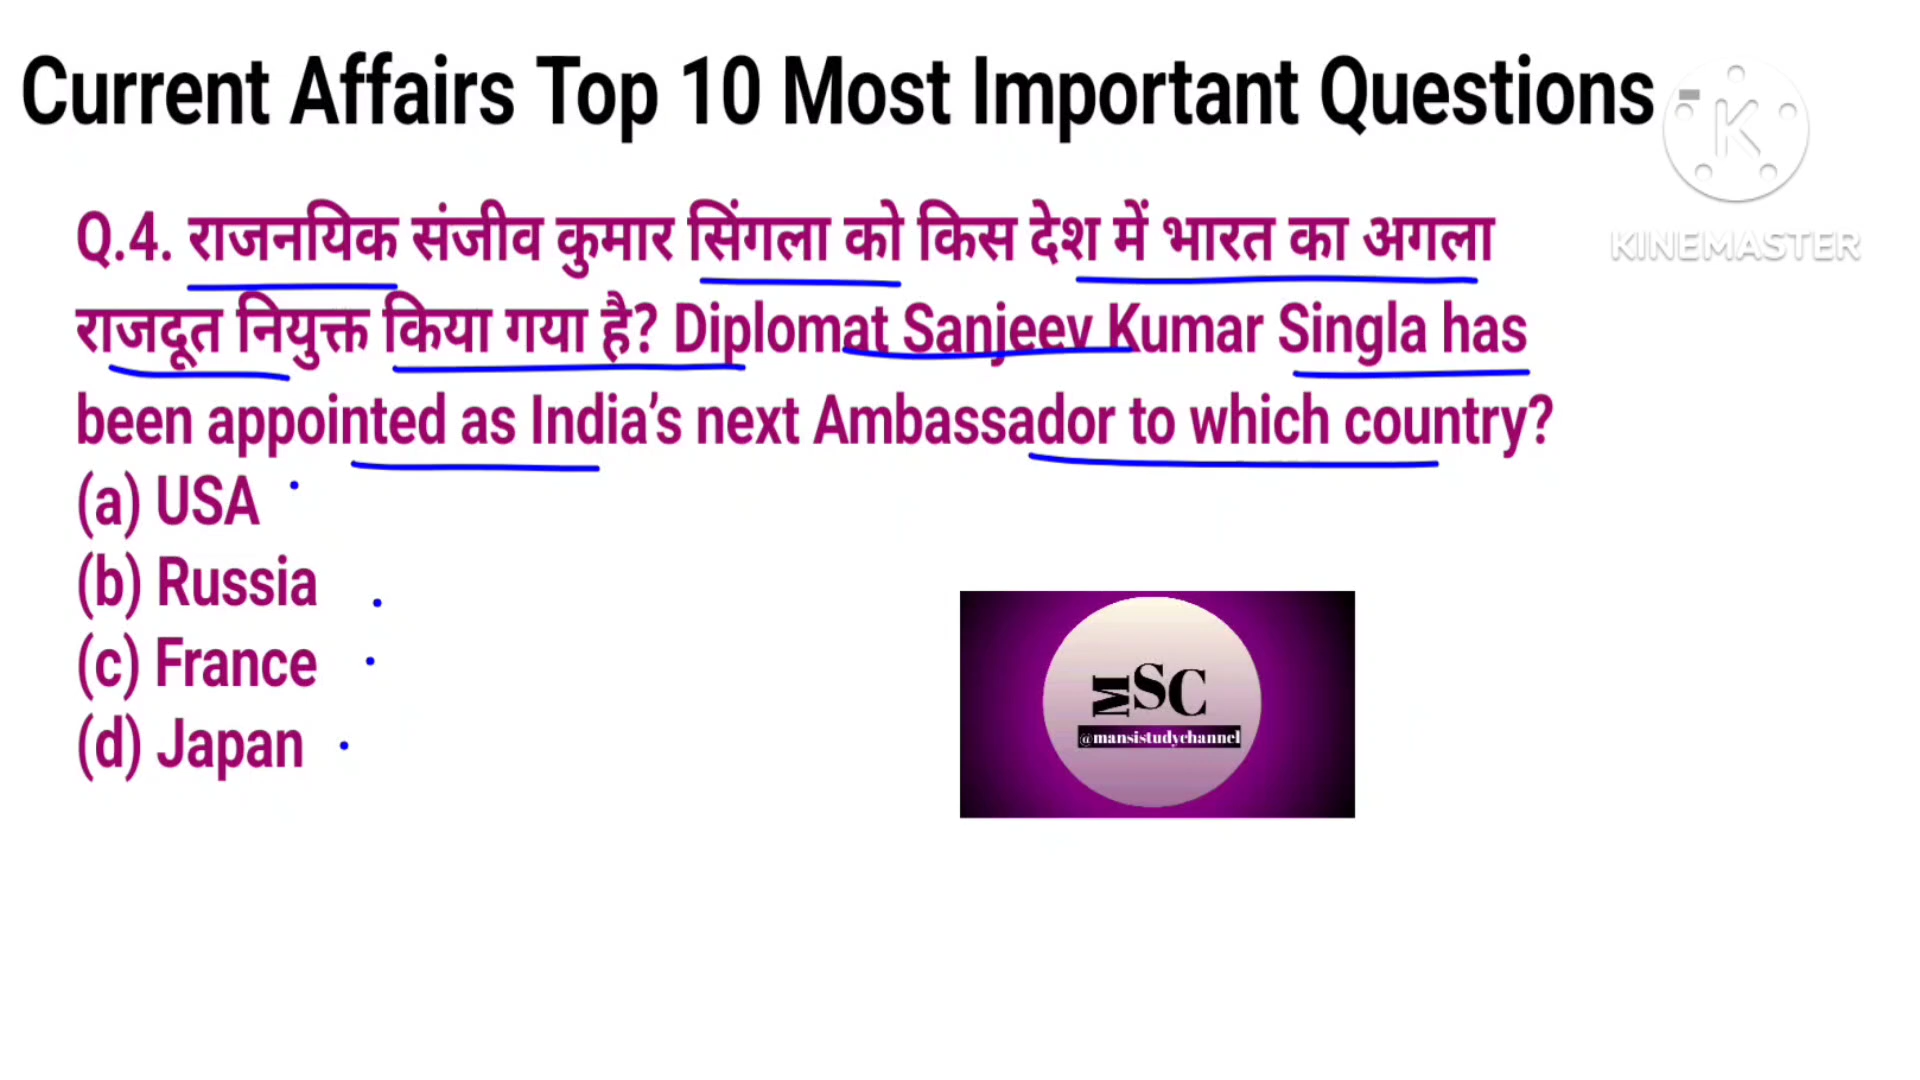 Current Affairs Top 10 Most Important Questions -
KINEMASTER
Q.4. राजनयिक संजीव कुमार सिंगला को किस देश में भारत का अगला
राजदूत नियुक्त किया गया है? Diplomat Sanjeev Kumar Singla has
been appointed as India’s next Ambassador to which country?
(a) USA
(b) Russia
(c) France
(d) Japan
MSC
@mansistudychannel